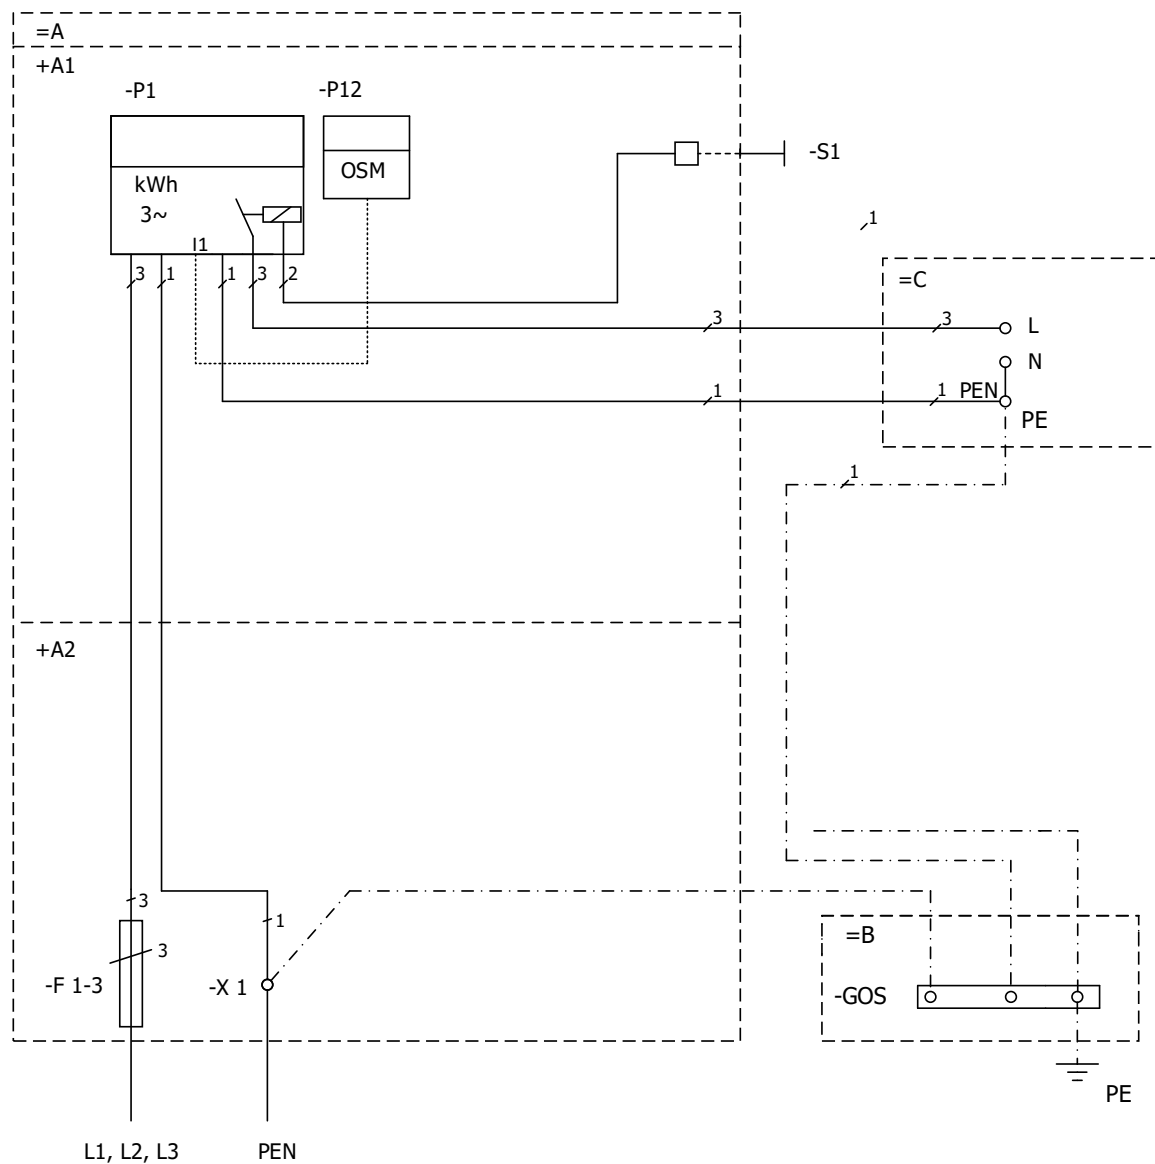 =A
+A1
-P1
-P12
OSM
-S1
kWh
3~
I1
1
3 1 1 3 2
=C
3
3
L
N
1
1
PEN
PE
1
+A2
3
1
=B
3
-F 1-3
-X 1
-GOS
PE
L1, L2, L3
PEN